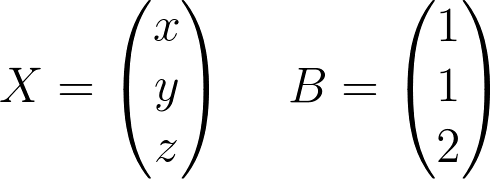 X = (x y z) B = (1 1 2)